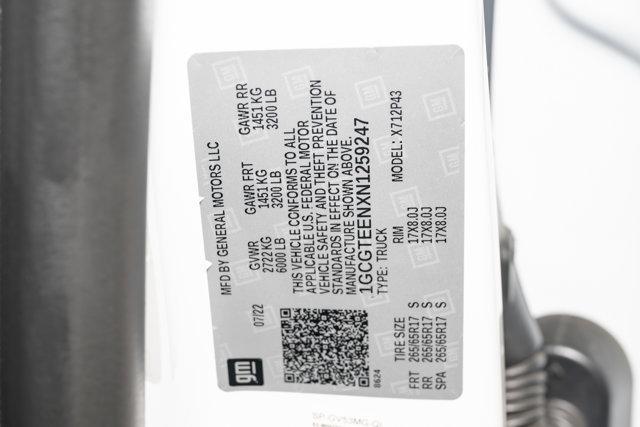 MFD BY GENERAL MOTORS LLC
07/22
GVWR GAWR FRT GAWR RR
2722 KG 1451 KG 1451 KG
6000 LB 3200 LB 3200 LB
THIS VEHICLE CONFORMS TO ALL
APPLICABLE U.S. FEDERAL MOTOR
VEHICLE SAFETY AND THEFT PREVENTION
STANDARDS IN EFFECT ON THE DATE OF
MANUFACTURE SHOWN ABOVE.
1GCGTEENXN1259247
TYPE: TRUCK MODEL: X712P43
gm
8624
TIRE SIZE RIM
FRT 265/65R17 S 17X8.0J
RR 265/65R17 S 17X8.0J
SPA 265/65R17 S 17X8.0J